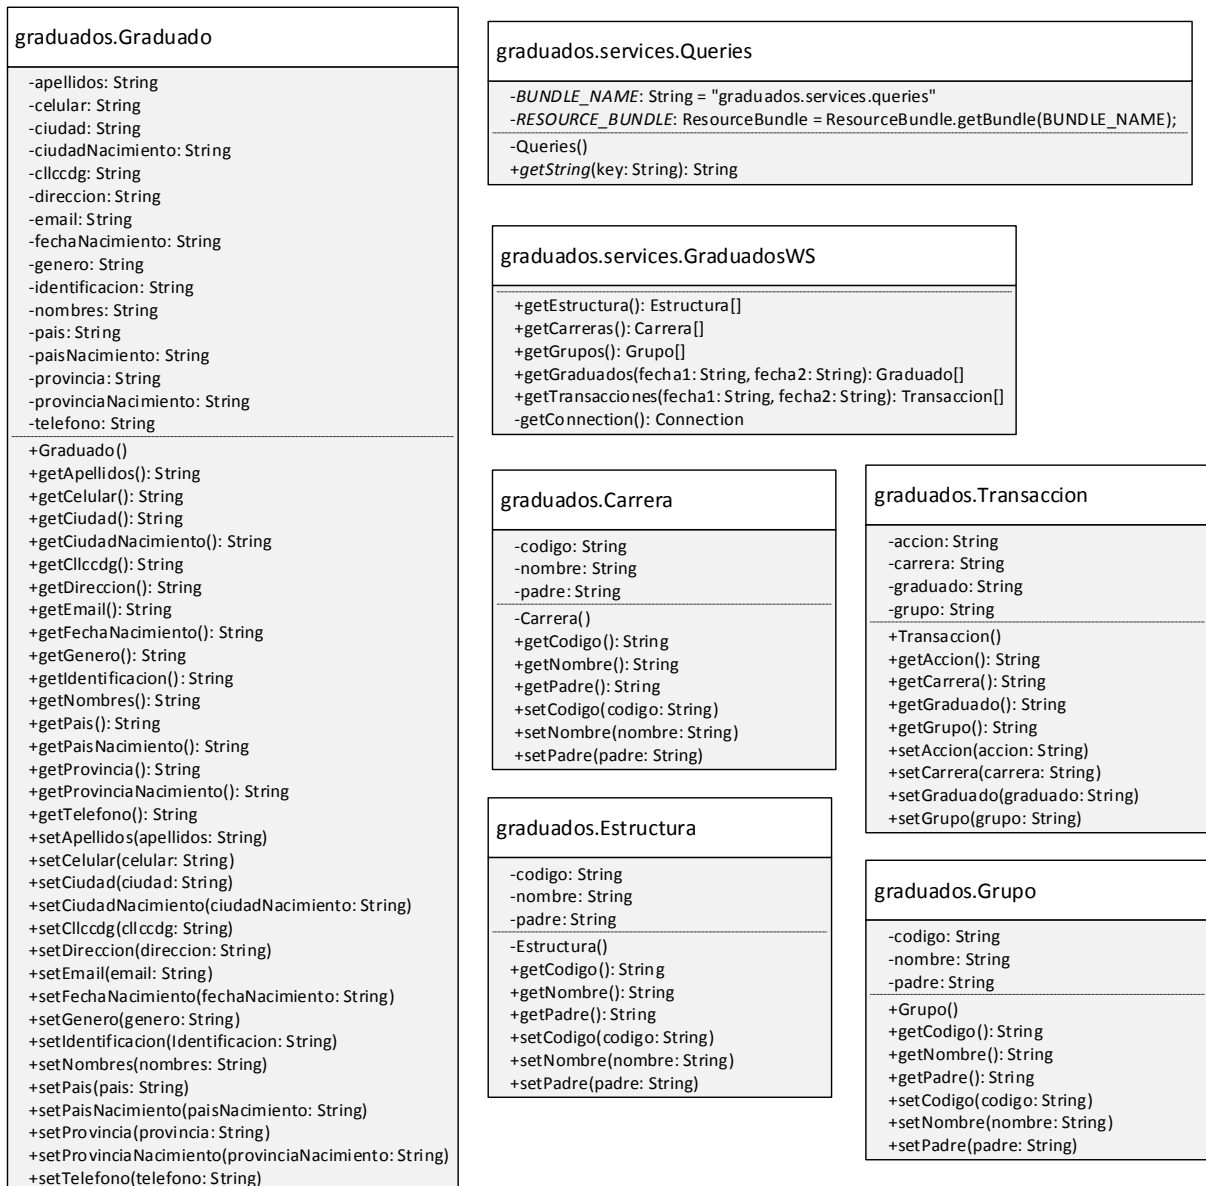 graduados.Graduado
-apellidos: String
-celular: String
-ciudad: String
-ciudadNacimiento: String
-cllccdg: String
-direccion: String
-email: String
-fechaNacimiento: String
-genero: String
-identificacion: String
-nombres: String
-pais: String
-paisNacimiento: String
-provincia: String
-provinciaNacimiento: String
-telefono: String
+Graduado()
+getApellidos(): String
+getCelular(): String
+getCiudad(): String
+getCiudadNacimiento(): String
+getCllccdg(): String
+getDireccion(): String
+getEmail(): String
+getFechaNacimiento(): String
+getGenero(): String
+getIdentificacion(): String
+getNombres(): String
+getPais(): String
+getPaisNacimiento(): String
+getProvincia(): String
+getProvinciaNacimiento(): String
+getTelefono(): String
+setApellidos(apellidos: String)
+setCelular(celular: String)
+setCiudad(ciudad: String)
+setCiudadNacimiento(ciudadNacimiento: String)
+setCllccdg(cllccdg: String)
+setDireccion(direccion: String)
+setEmail(email: String)
+setFechaNacimiento(fechaNacimiento: String)
+setGenero(genero: String)
+setIdentificacion(Identificacion: String)
+setNombres(nombres: String)
+setPais(pais: String)
+setPaisNacimiento(paisNacimiento: String)
+setProvincia(provincia: String)
+setProvinciaNacimiento(provinciaNacimiento: String)
+setTelefono(telefono: String)
graduados.services.Queries
-BUNDLE_NAME: String = "graduados.services.queries"
-RESOURCE_BUNDLE: ResourceBundle = ResourceBundle.getBundle(BUNDLE_NAME);
-Queries()
+getString(key: String): String
graduados.services.GraduadosWS
+getEstructura(): Estructura[]
+getCarreras(): Carrera[]
+getGrupos(): Grupo[]
+getGraduados(fecha1: String, fecha2: String): Graduado[]
+getTransacciones(fecha1: String, fecha2: String): Transaccion[]
-getConnection(): Connection
graduados.Carrera
-codigo: String
-nombre: String
-padre: String
-Carrera()
+getCodigo(): String
+getNombre(): String
+getPadre(): String
+setCodigo(codigo: String)
+setNombre(nombre: String)
+setPadre(padre: String)
graduados.Transaccion
-accion: String
-carrera: String
-graduado: String
-grupo: String
+Transaccion()
+getAccion(): String
+getCarrera(): String
+getGraduado(): String
+getGrupo(): String
+setAccion(accion: String)
+setCarrera(carrera: String)
+setGraduado(graduado: String)
+setGrupo(grupo: String)
graduados.Estructura
-codigo: String
-nombre: String
-padre: String
-Estructura()
+getCodigo(): String
+getNombre(): String
+getPadre(): String
+setCodigo(codigo: String)
+setNombre(nombre: String)
+setPadre(padre: String)
graduados.Grupo
-codigo: String
-nombre: String
-padre: String
+Grupo()
+getCodigo(): String
+getNombre(): String
+getPadre(): String
+setCodigo(codigo: String)
+setNombre(nombre: String)
+setPadre(padre: String)